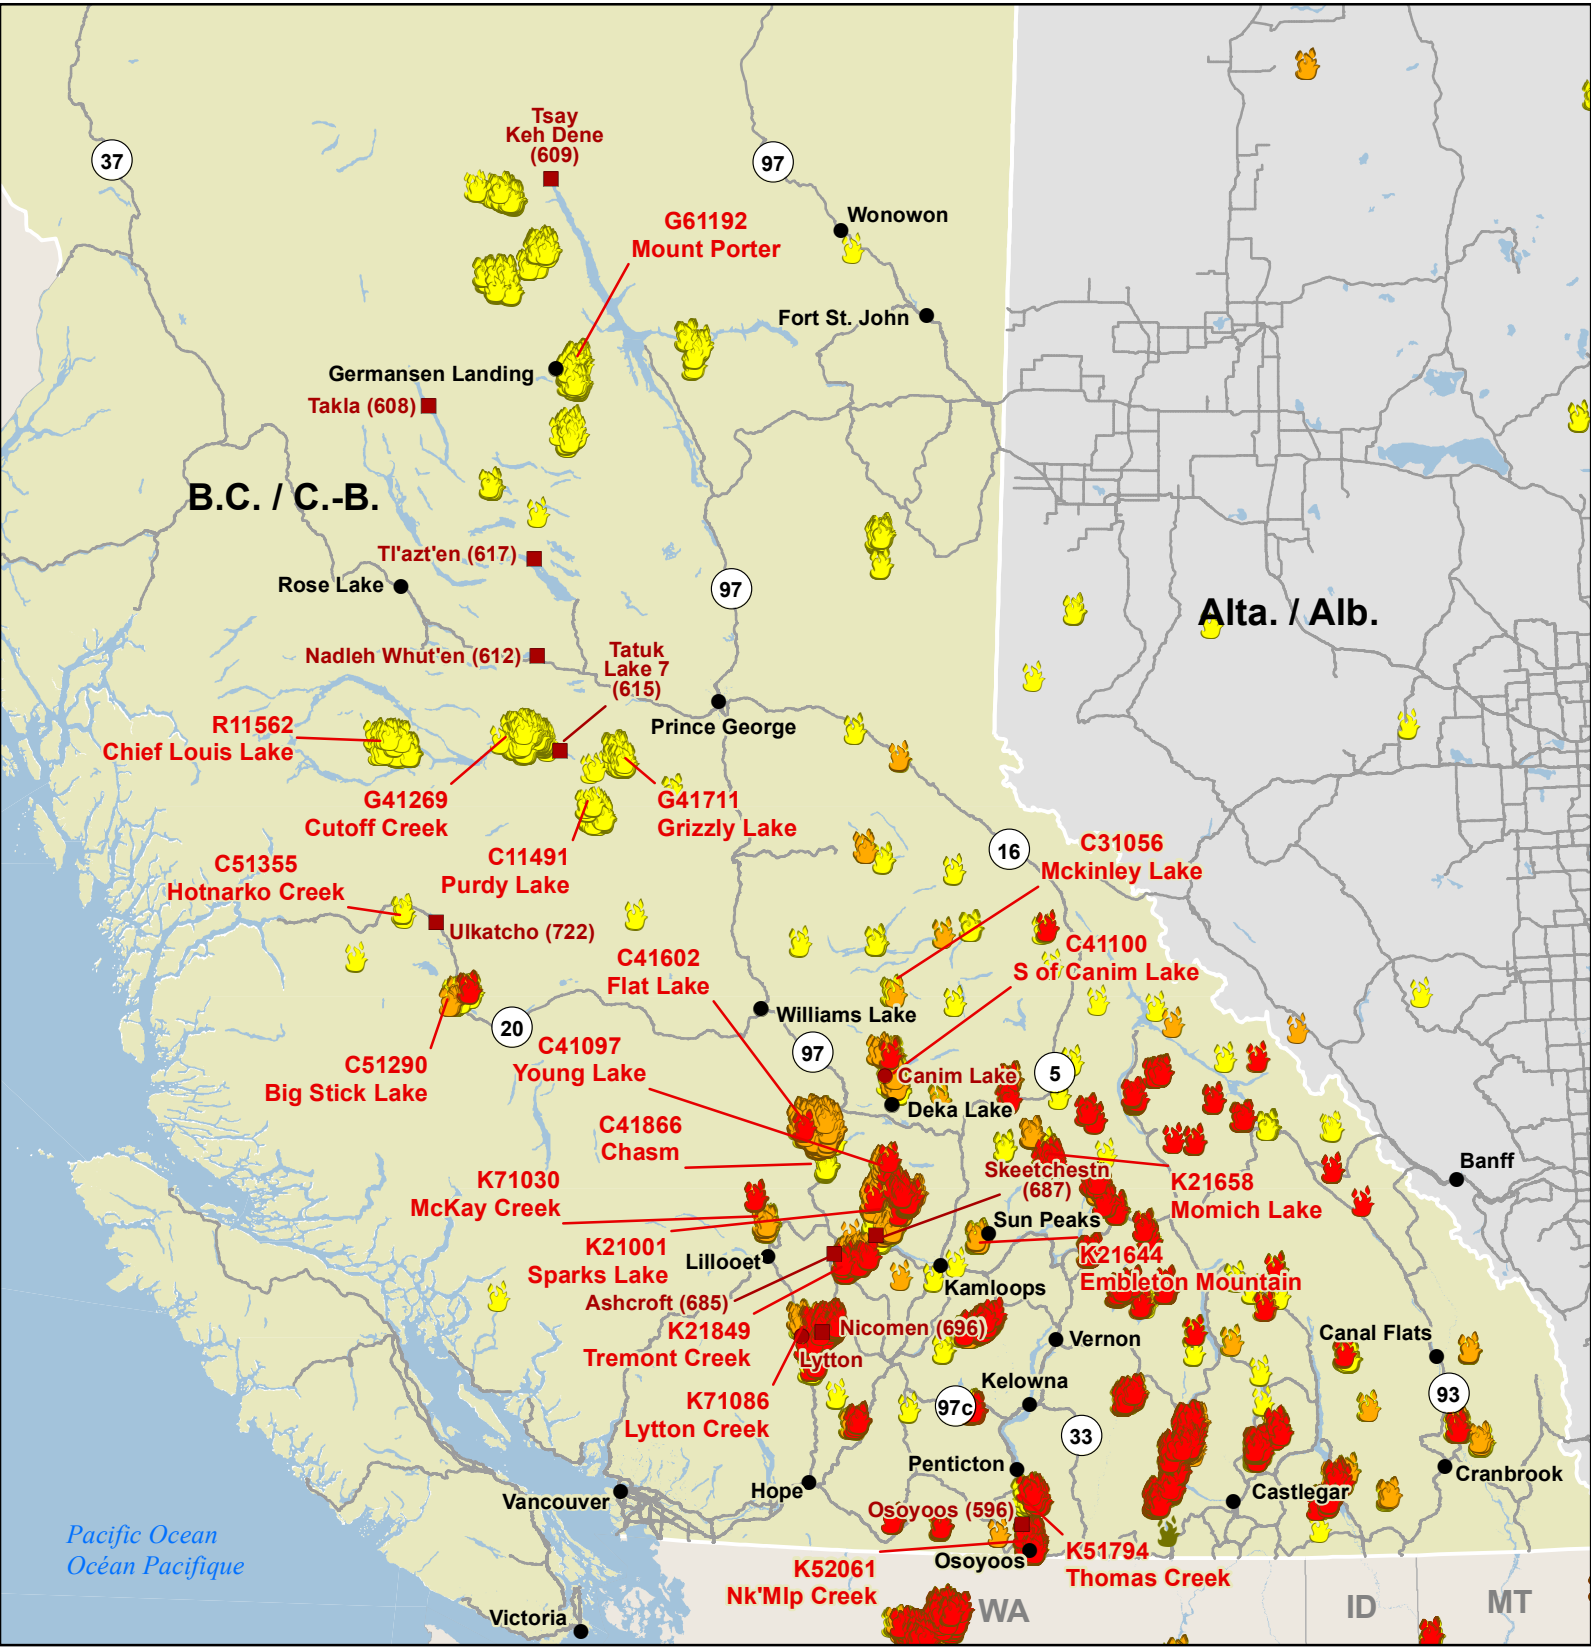 Tsay
Keh Dene
(609)
37
97
Wonowon
G61192
Mount Porter
Fort St. John
Germansen Landing
Takla (608)
B.C. / C.-B.
Tl'azt'en (617)
Rose Lake
97
Alta. / Alb.
Nadleh Whut'en (612)
Tatuk
Lake 7
(615)
Prince George
R11562
Chief Louis Lake
G41269
Cutoff Creek
G41711
Grizzly Lake
C11491
Purdy Lake
16
C31056
Mckinley Lake
C51355
Hotnarko Creek
Ulkatcho (722)
C41602
Flat Lake
C41100
S of Canim Lake
Williams Lake
20
97
C51290
Big Stick Lake
C41097
Young Lake
Canim Lake
5
Deka Lake
C41866
Chasm
Banff
K71030
McKay Creek
Skeetchestn
(687)
K21658
Momich Lake
Sun Peaks
K21001
Sparks Lake
Lillooet
K21644
Embleton Mountain
Kamloops
Ashcroft (685)
K21849
Tremont Creek
Nicomen (696)
Lytton
Vernon
Canal Flats
K71086
Lytton Creek
Kelowna
97c
93
33
Penticton
Cranbrook
Hope
Castlegar
Vancouver
Osoyoos (596)
Pacific Ocean
Océan Pacifique
K52061
Nk'Mlp Creek
Osoyoos
K51794
Thomas Creek
Victoria
WA
ID
MT